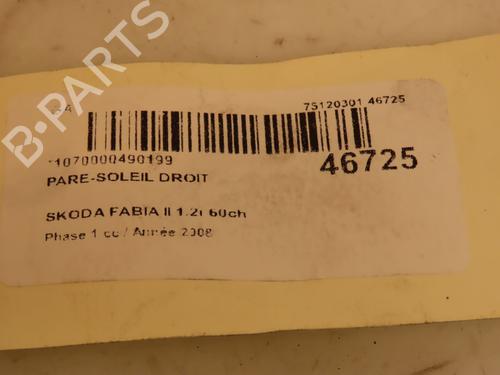 75120301 46725
*1070000490199
46725
PARE-SOLEIL DROIT
SKODA FABIA II 1.2i 60ch
Phase 1 cc / Année 2008
B-PARTS